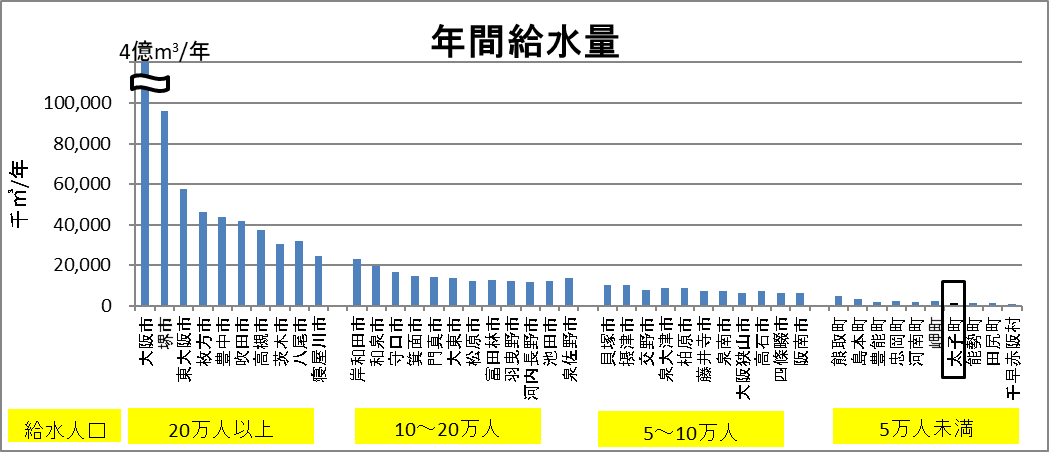 年間給水量
4億m³/年
千㎥/年
100,000
80,000
60,000
40,000
20,000
0
大阪市
堺市
東大阪市
枚方市
豊中市
吹田市
高槻市
茨木市
八尾市
寝屋川市
岸和田市
和泉市
守口市
箕面市
門真市
大東市
松原市
富田林市
羽曳野市
河内長野市
池田市
泉佐野市
貝塚市
摂津市
交野市
泉大津市
柏原市
藤井寺市
泉南市
大阪狭山市
高石市
四條畷市
阪南市
熊取町
島本町
豊能町
忠岡町
河南町
岬町
太子町
能勢町
田尻町
千早赤阪村
給水人口
20万人以上
10～20万人
5～10万人
5万人未満